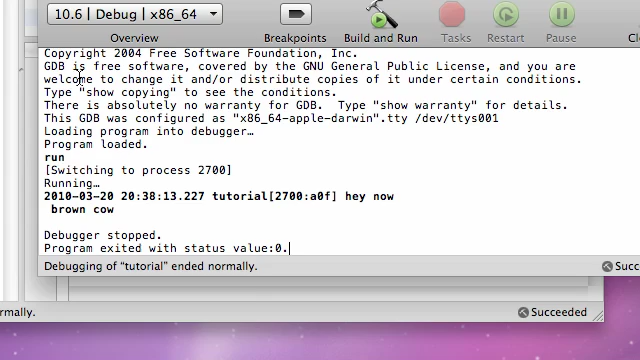 10.6 | Debug | x86_64
Overview
Breakpoints
Build and Run
Tasks
Restart
Pause
Copyright 2004 Free Software Foundation, Inc.
GDB is free software, covered by the GNU General Public License, and you are
welcome to change it and/or distribute copies of it under certain conditions.
Type "show copying" to see the conditions.
There is absolutely no warranty for GDB.  Type "show warranty" for details.
This GDB was configured as "x86_64-apple-darwin".tty /dev/ttys001
Loading program into debugger…
Program loaded.
run
[Switching to process 2700]
Running…
2010-03-20 20:38:13.227 tutorial[2700:a0f] hey now
 brown cow
Debugger stopped.
Program exited with status value:0.
Debugging of “tutorial” ended normally.
Succ
rmally.
Succeeded